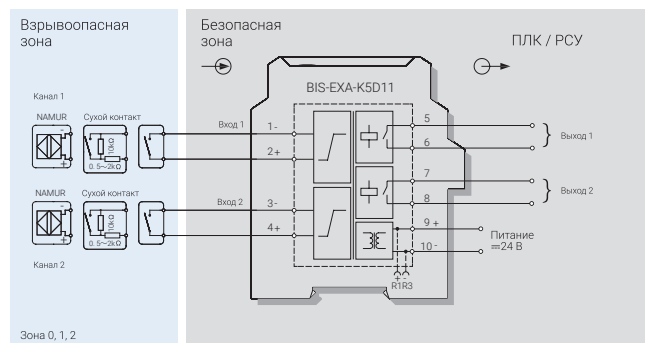 Взрывоопасная
зона
Безопасная
зона
ПЛК / РСУ
BIS-EXA-K5D11
Канал 1
NAMUR
Сухой контакт
-
+
10kΩ
0.5~2kΩ
Вход 1
1-
2+
5
6
Выход 1
7
8
Выход 2
NAMUR
Сухой контакт
-
+
10kΩ
0.5~2kΩ
Вход 2
3-
4+
9+
10-
Питание
⎓24 В
+ -
R1R3
Канал 2
Зона 0, 1, 2